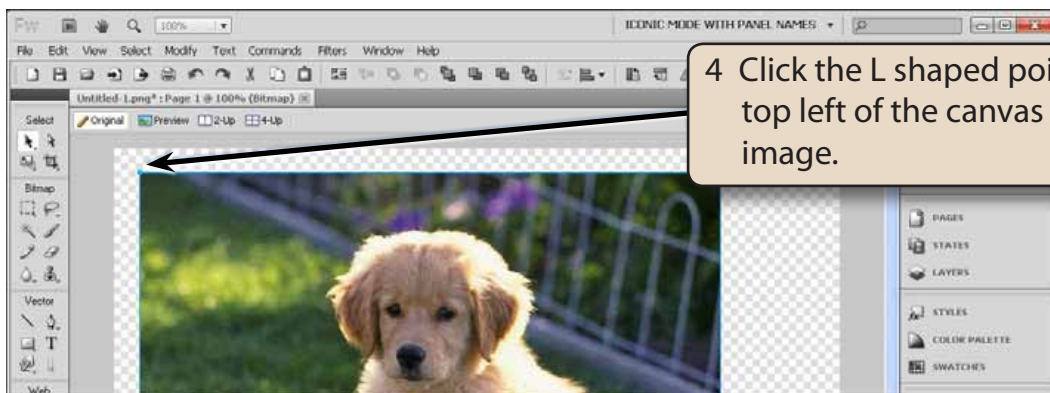 Fw 100% ICONIC MODE WITH PANEL NAMES
File Edit View Select Modify Text Commands Filters Window Help
4 Click the L shaped poi
top left of the canvas
image.
Untitled-1.png* : Page 1 @ 100% (Bitmap)
Select
Original Preview 2-Up 4-Up
Bitmap
Vector
T
Web
PAGES
STATES
LAYERS
STYLES
COLOR PALETTE
SWATCHES